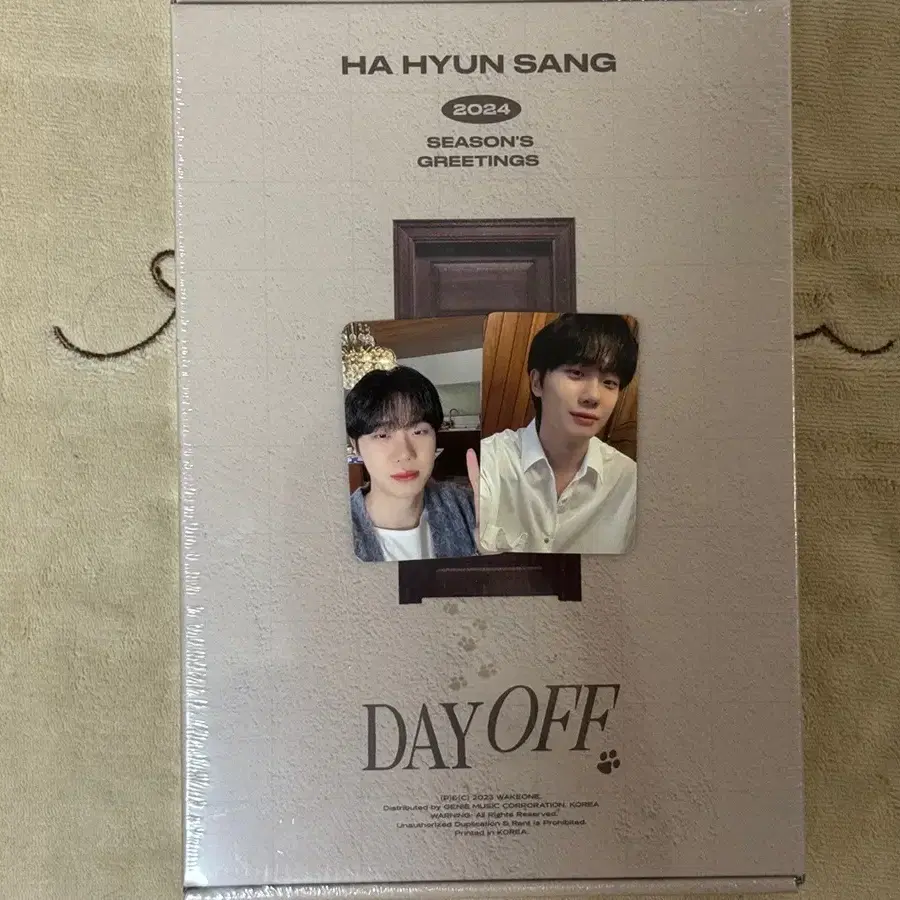 HA HYUN SANG
2024
SEASON'S
GREETINGS
DAY OFF
(P)&(C) 2023 WAKEONE.
Distributed by GENIE MUSIC CORPORATION, KOREA
WARNING: All Rights Reserved.
Unauthorized Duplication & Rent is Prohibited.
Printed in KOREA.